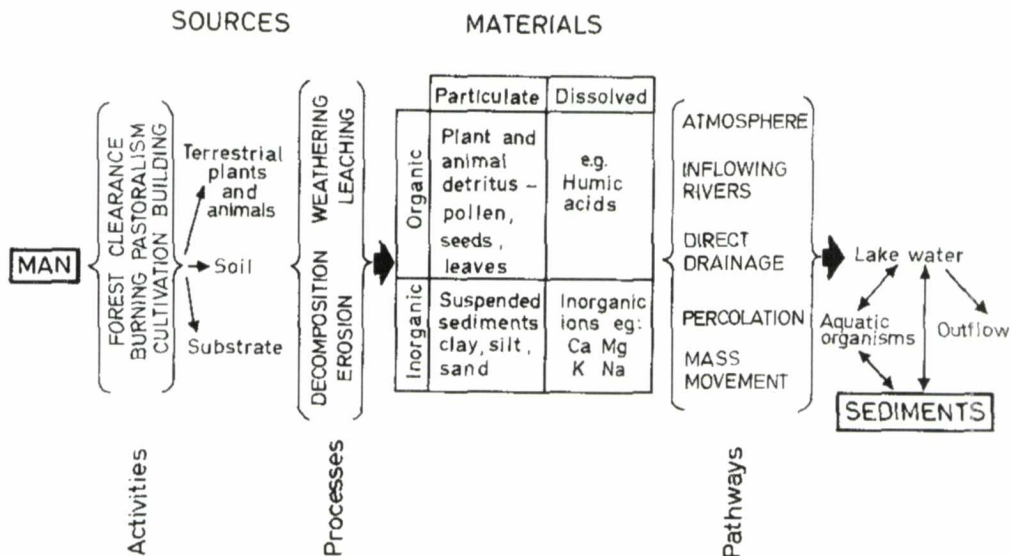 SOURCES
MATERIALS
MAN
FOREST CLEARANCE
BURNING PASTORALISM
CULTIVATION BUILDING
Terrestrial
plants
and
animals
Soil
Substrate
DECOMPOSITION WEATHERING
EROSION LEACHING
Particulate
Dissolved
Organic
Plant and
animal
detritus –
pollen,
seeds,
leaves
e.g.
Humic
acids
Inorganic
Suspended
sediments
clay, silt,
sand
Inorganic
ions eg:
Ca Mg
K Na
ATMOSPHERE
INFLOWING
RIVERS
DIRECT
DRAINAGE
PERCOLATION
MASS
MOVEMENT
Lake water
Aquatic
organisms
Outflow
SEDIMENTS
Activities
Processes
Pathways